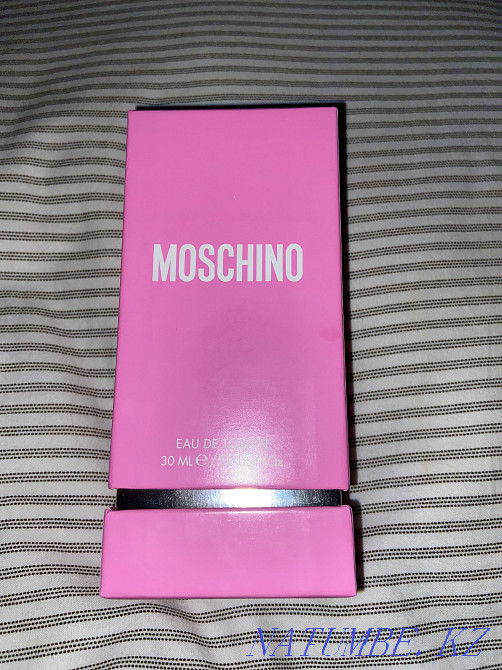 MOSCHINO
EAU DE
30 ML ℮
NATUMBE. KZ